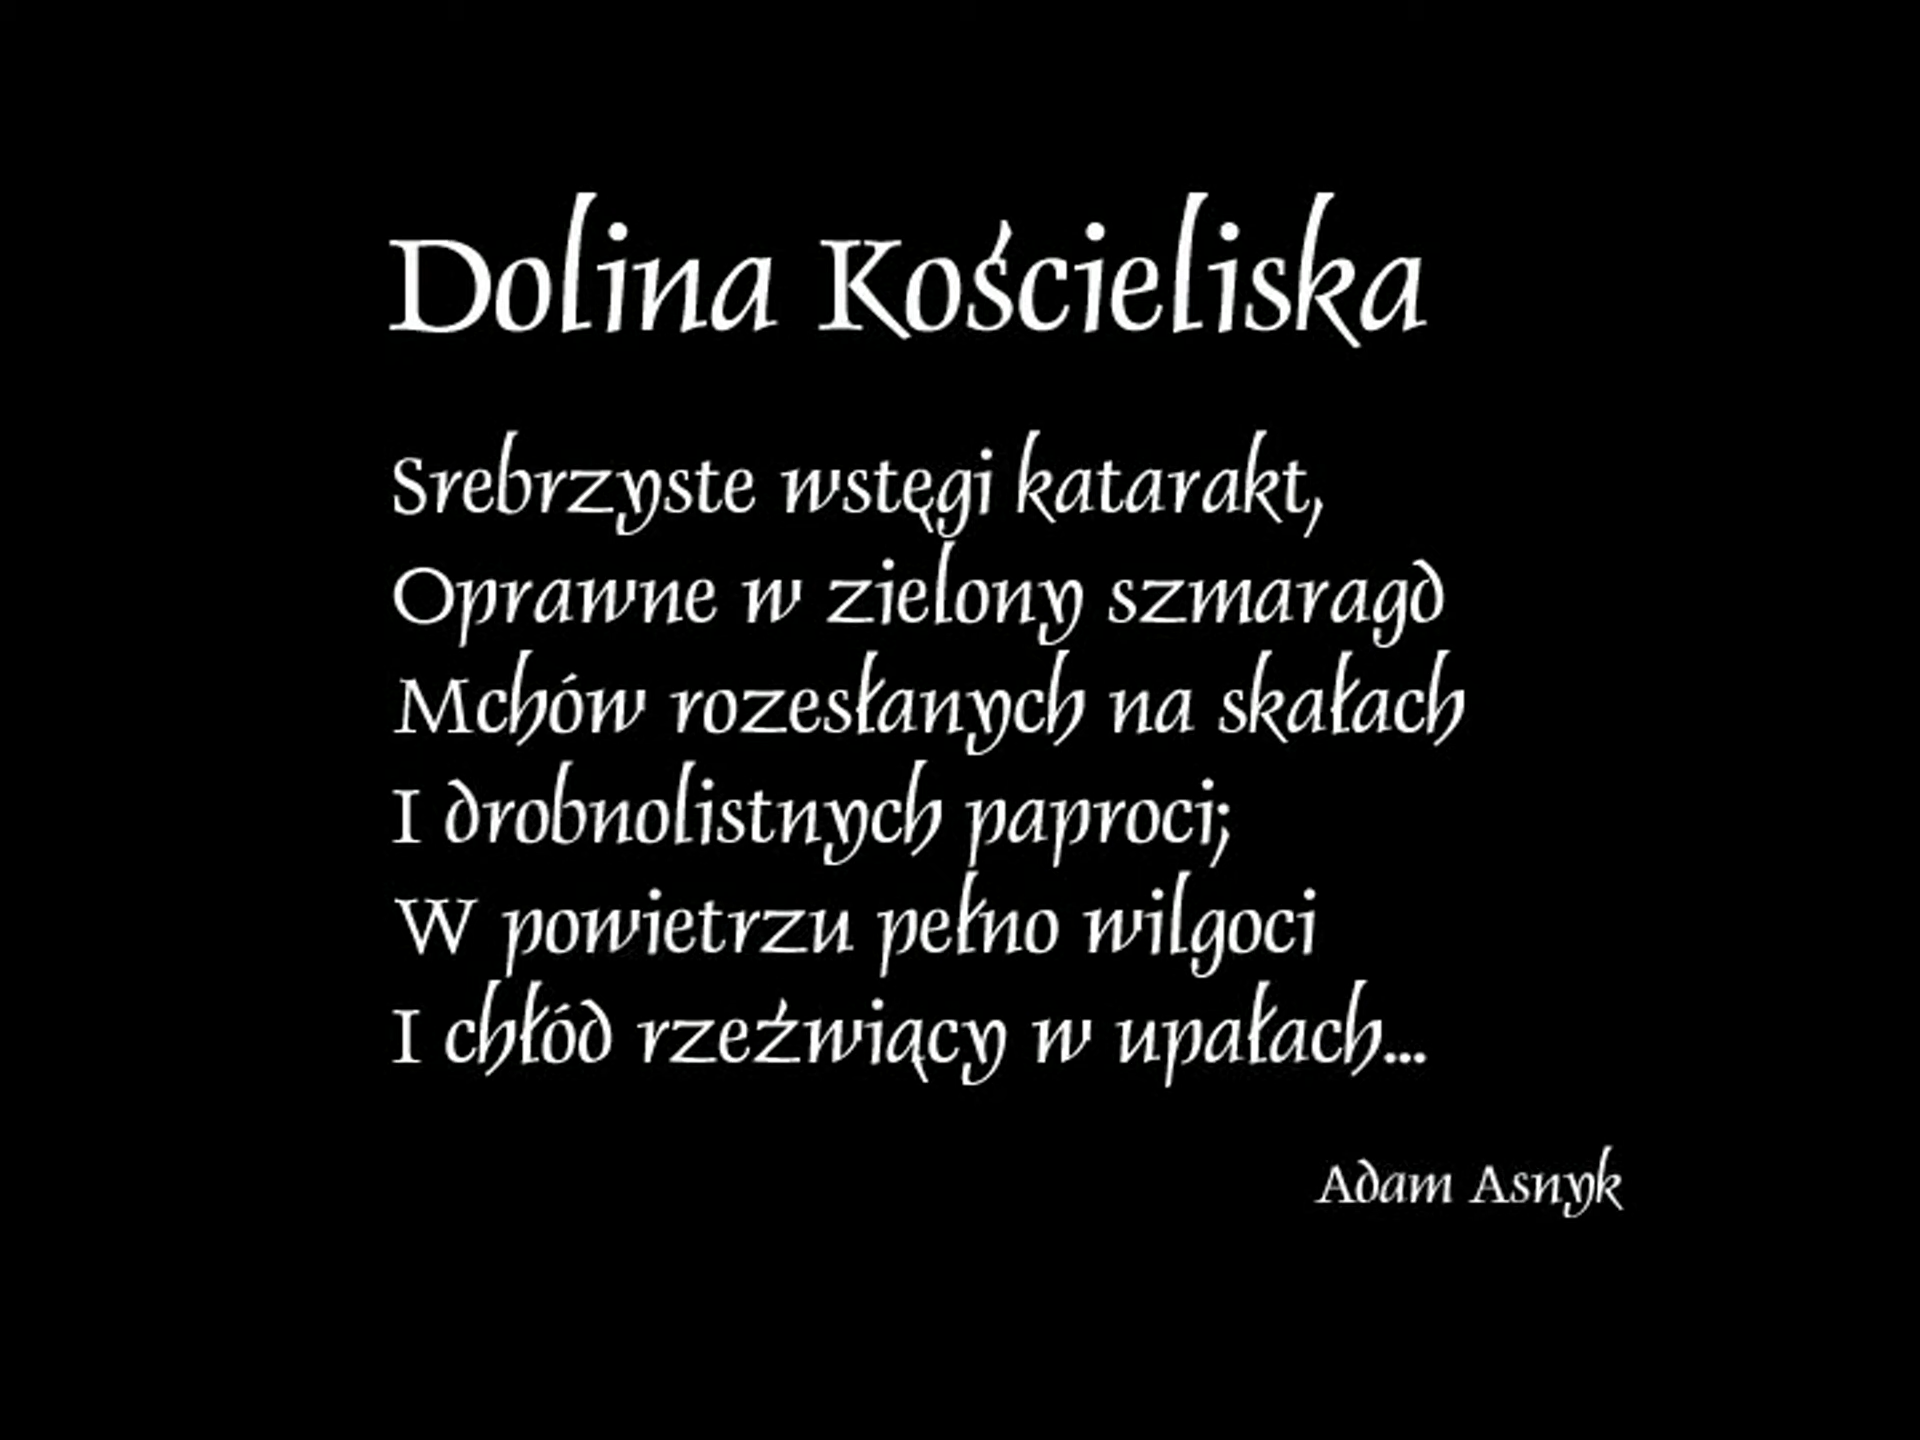 Dolina Kościeliska
Srebrzyste wstęgi katarakt,
Oprawne w zielony szmaragd
Mchów rozesłanych na skałach
I drobnolistnych paproci;
W powietrzu pełno wilgoci
I chłód rzeźwiący w upałach...
Adam Asnyk